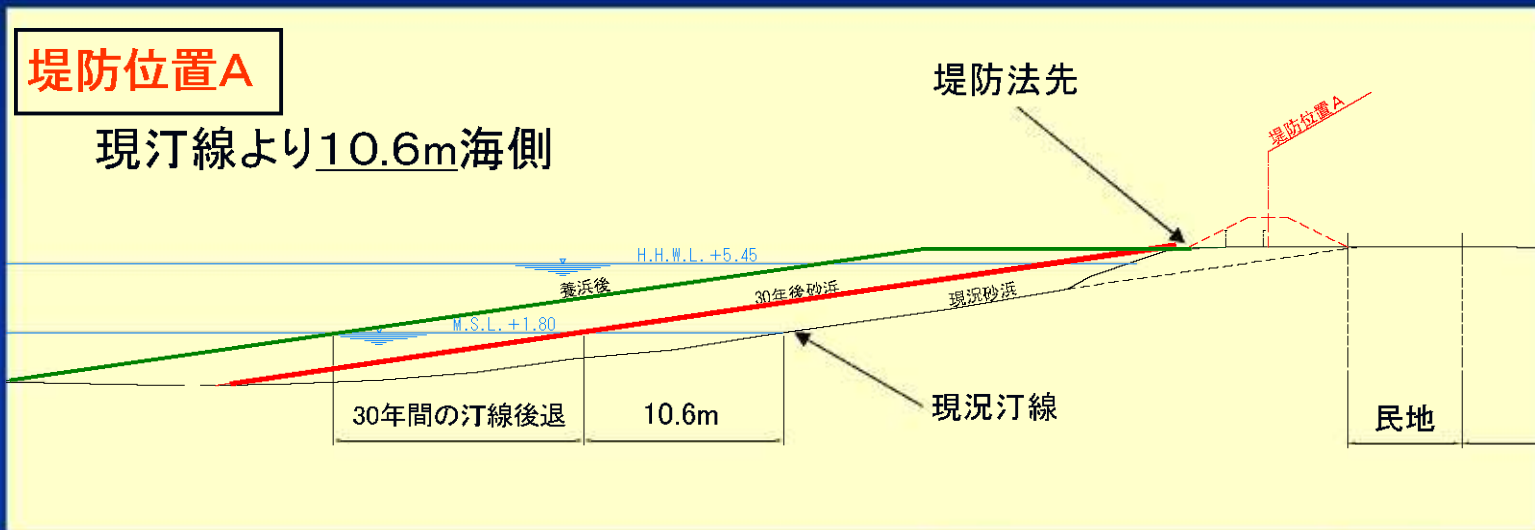 堤防位置A
現汀線より10.6m海側
堤防法先
堤防位置A
H.H.W.L. +5.45
養浜後
30年後砂浜
現況砂浜
M.S.L. +1.80
30年間の汀線後退
10.6m
現況汀線
民地